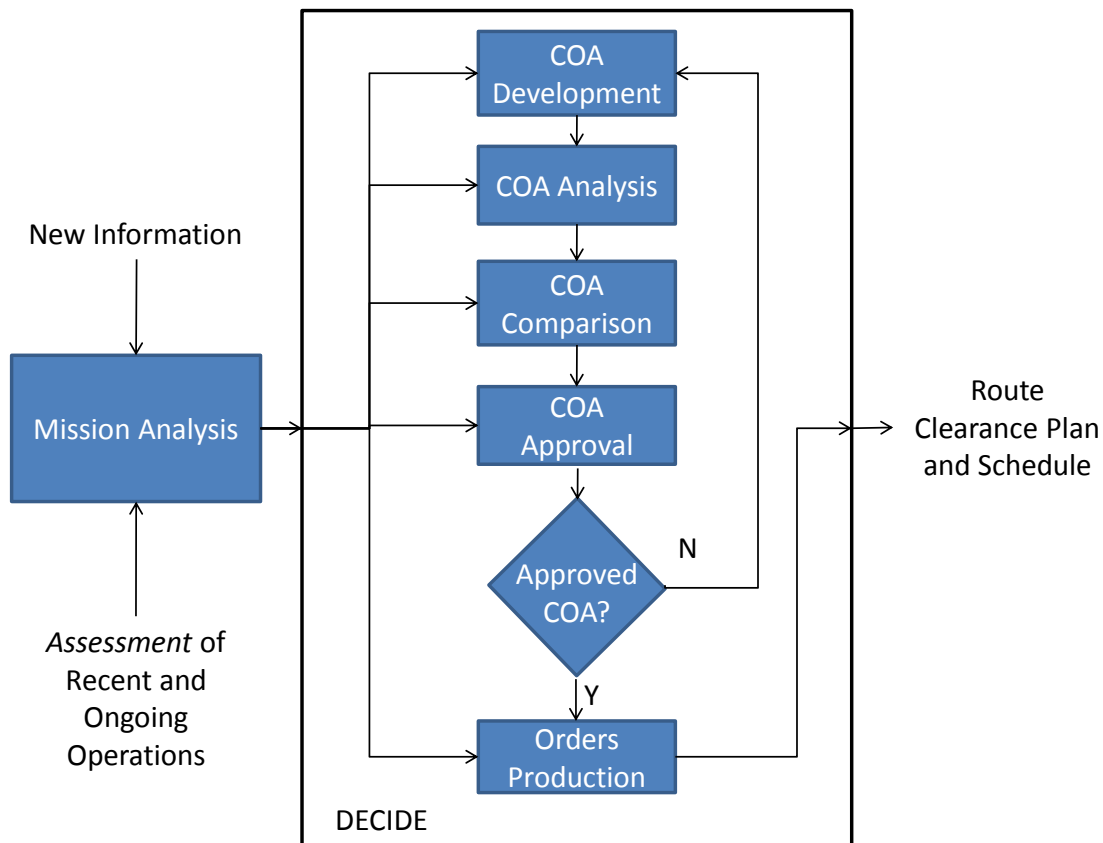 New Information
Mission Analysis
Assessment of
Recent and
Ongoing
Operations
COA
Development
COA Analysis
COA
Comparison
COA
Approval
Approved
COA?
N
Y
Orders
Production
DECIDE
Route
Clearance Plan
and Schedule